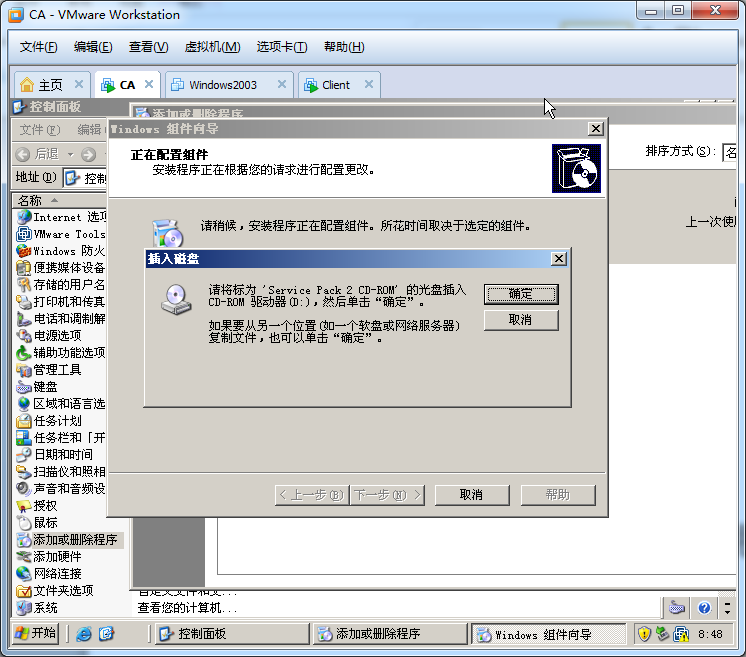 CA - VMware Workstation
文件(F) 编辑(E) 查看(V) 虚拟机(M) 选项卡(T) 帮助(H)
主页 CA Windows2003 Client
控制面板
添加或删除程序
文件(F) 编辑
Windows 组件向导
正在配置组件
安装程序正在根据您的请求进行配置更改。
后退
排序方式(S): 名
地址(D) 控制
名称
上一次使用
请稍候，安装程序正在配置组件。所花时间取决于选定的组件。
插入磁盘
请将标为 'Service Pack 2 CD-ROM' 的光盘插入
CD-ROM 驱动器(D:)，然后单击“确定”。
如果要从另一个位置(如一个软盘或网络服务器)
复制文件，也可以单击“确定”。
确定
取消
Internet 选项
VMware Tools
Windows 防火
便携媒体设备
存储的用户名
打印机和传真
电话和调制解
电源选项
辅助功能选项
管理工具
键盘
区域和语言选
任务计划
任务栏和「开
日期和时间
扫描仪和照相
声音和音频设
授权
鼠标
添加或删除程序
添加硬件
网络连接
文件夹选项
系统
< 上一步(B) 下一步(N) > 取消 帮助
自定义文件和文...
查看您的计算机...
开始 控制面板 添加或删除程序 Windows 组件向导 8:48